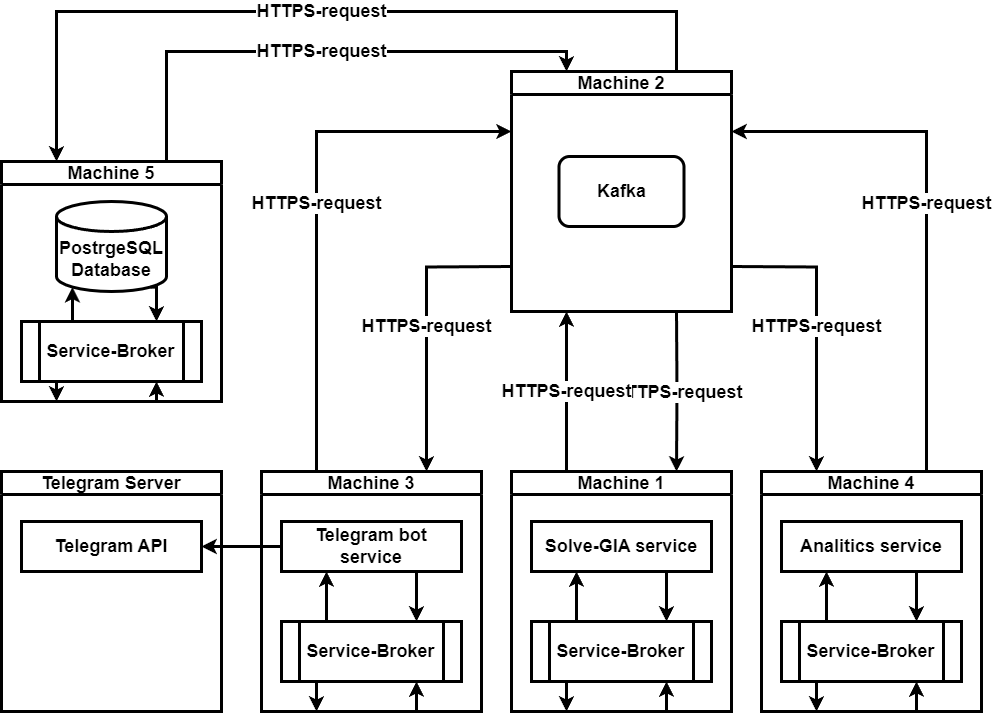 HTTPS-request
HTTPS-request
Machine 2
Machine 5
Kafka
HTTPS-request
HTTPS-request
PostrgeSQL
Database
HTTPS-request
HTTPS-request
Service-Broker
HTTPS-request
TPS-request
Telegram Server
Machine 3
Machine 1
Machine 4
Telegram API
Telegram bot
service
Solve-GIA service
Analitics service
Service-Broker
Service-Broker
Service-Broker